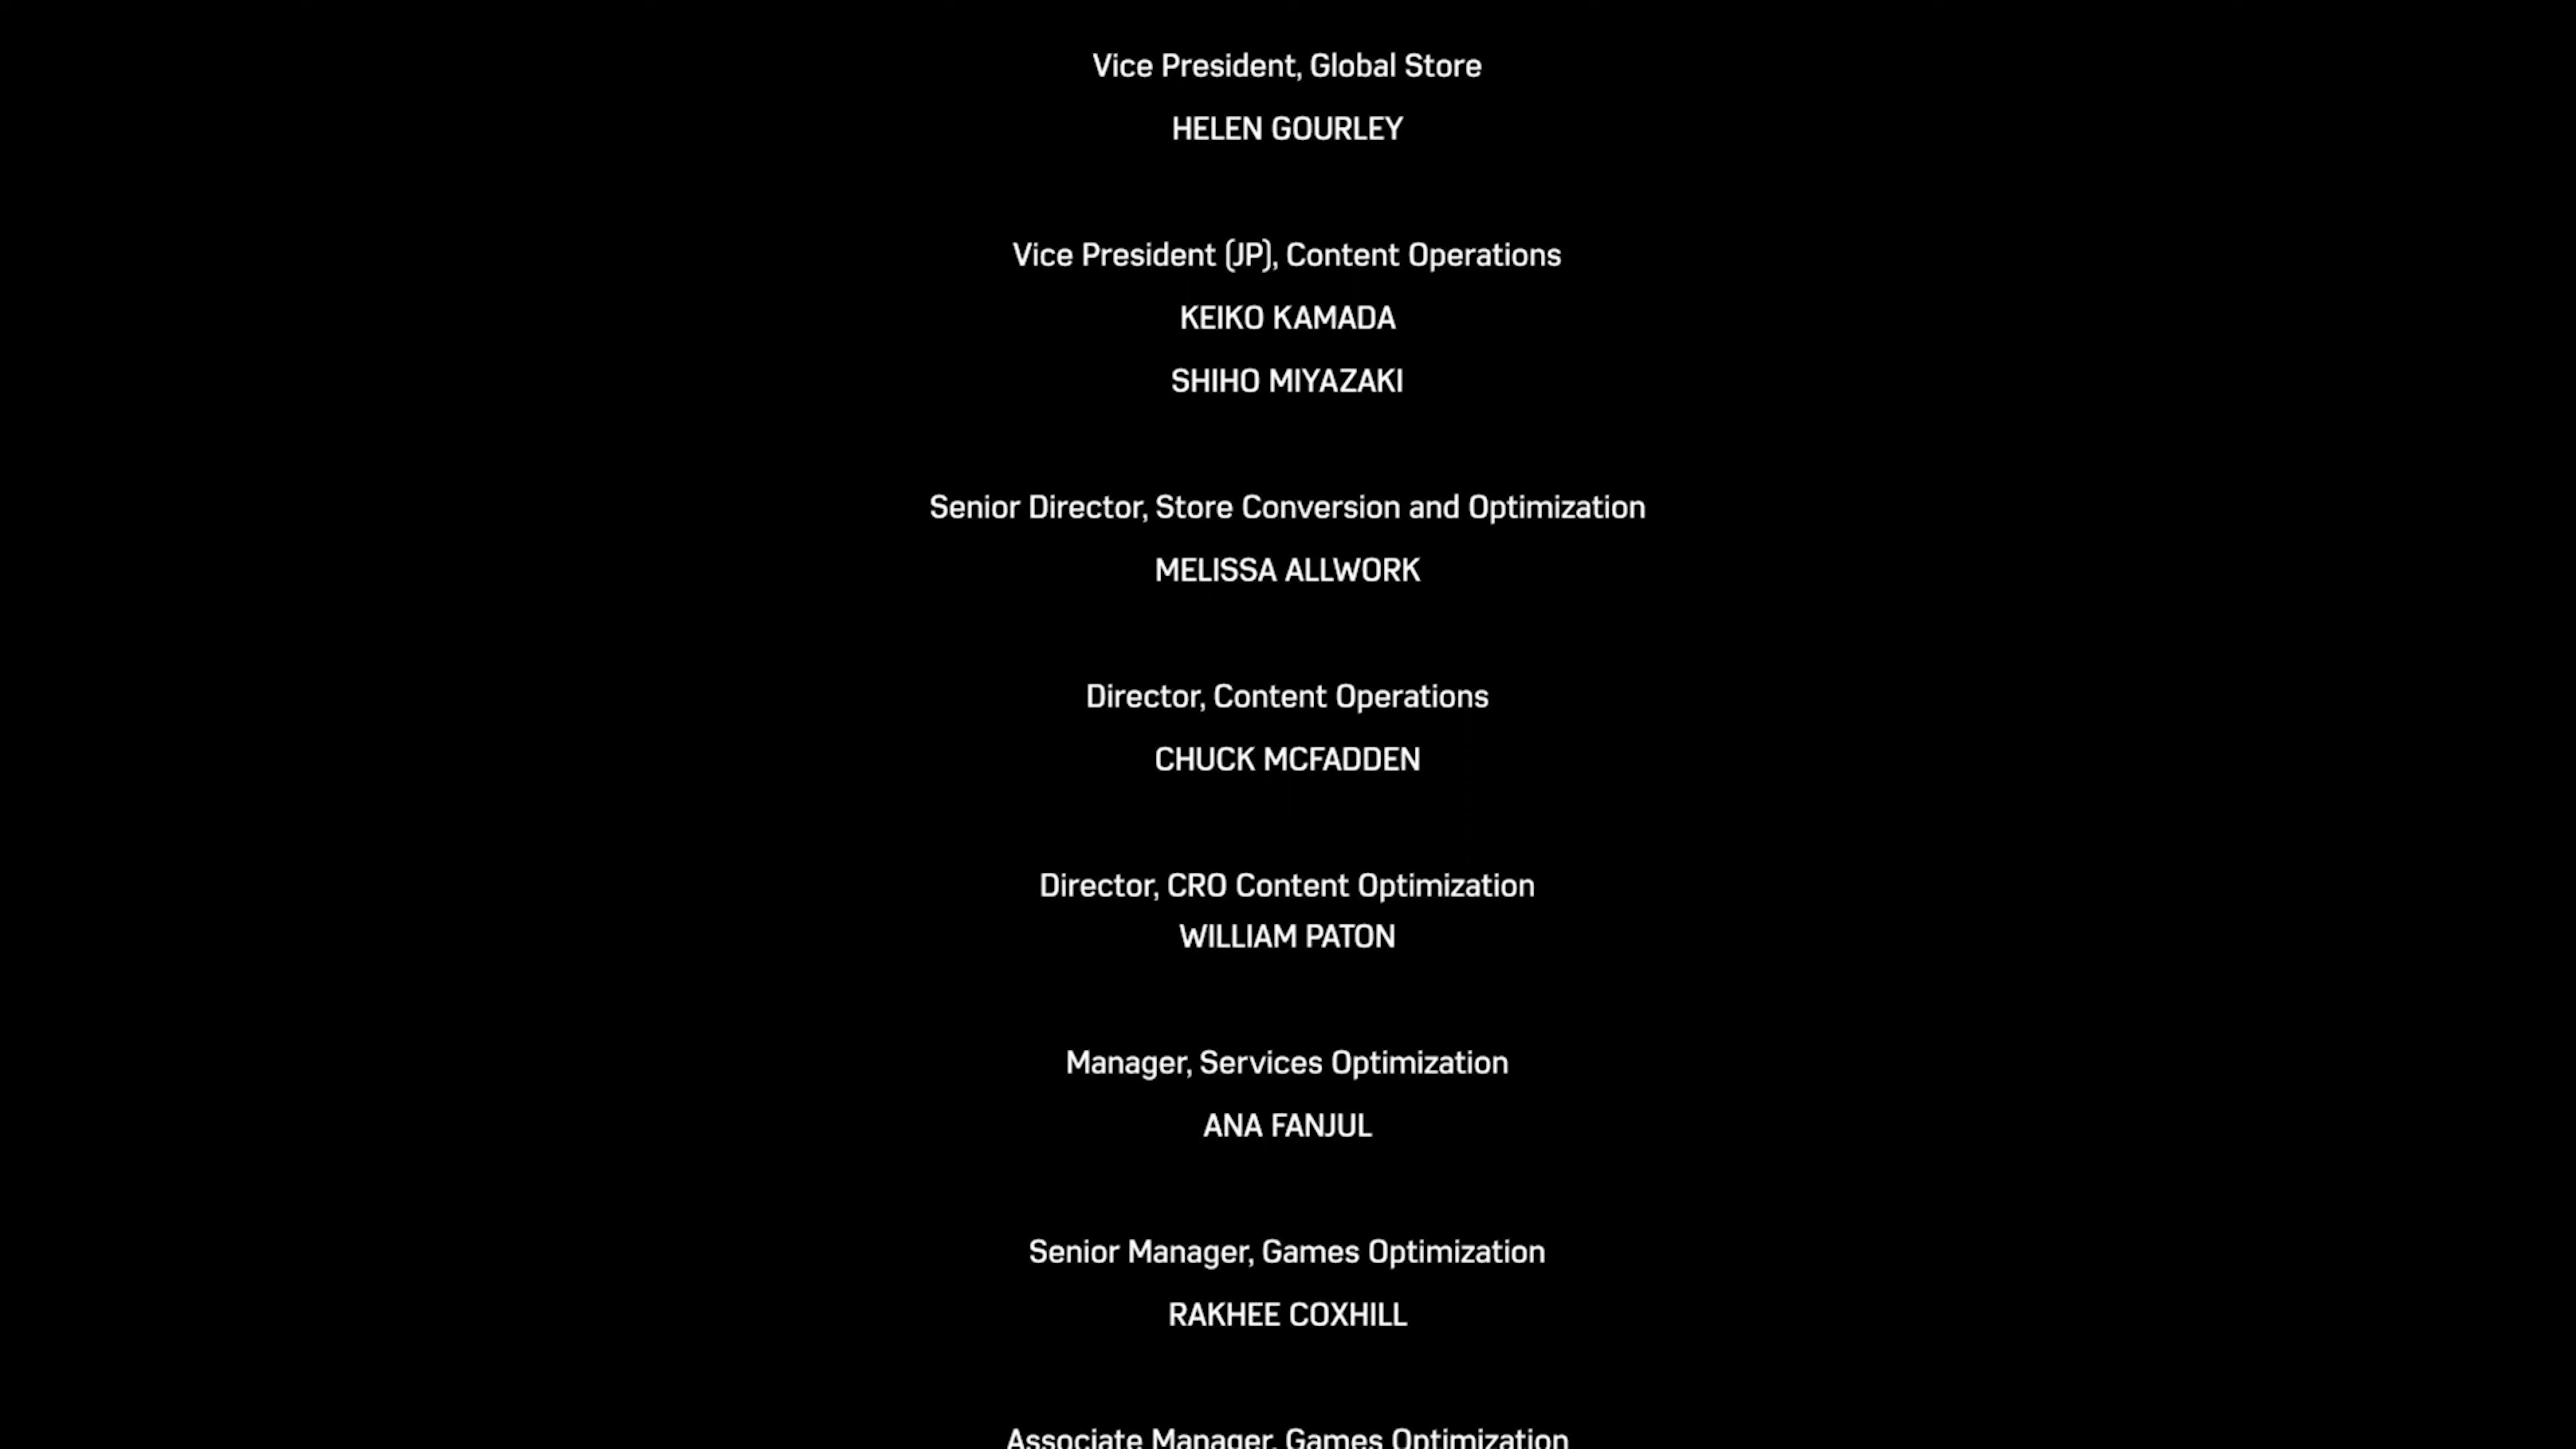 Vice President, Global Store
HELEN GOURLEY
Vice President (JP), Content Operations
KEIKO KAMADA
SHIHO MIYAZAKI
Senior Director, Store Conversion and Optimization
MELISSA ALLWORK
Director, Content Operations
CHUCK MCFADDEN
Director, CRO Content Optimization
WILLIAM PATON
Manager, Services Optimization
ANA FANJUL
Senior Manager, Games Optimization
RAKHEE COXHILL
Associate Manager, Games Optimization